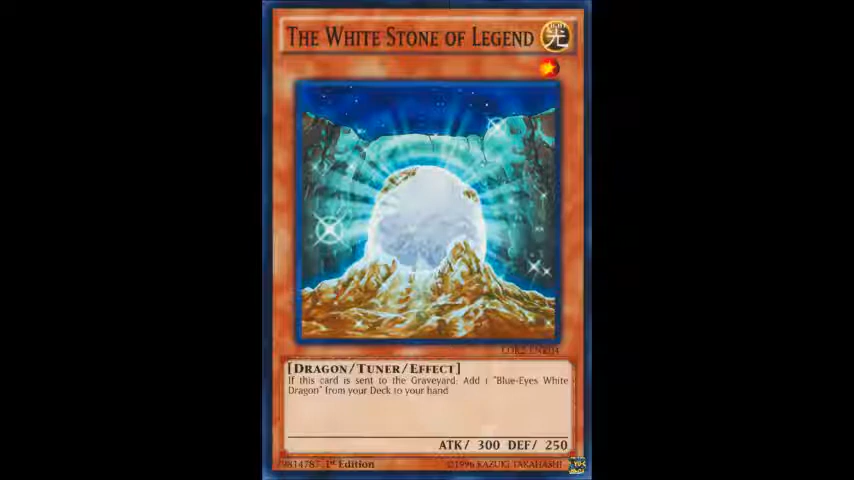 THE WHITE STONE OF LEGEND
LIGHT
光
[DRAGON/TUNER/EFFECT]
If this card is sent to the Graveyard: Add 1 "Blue-Eyes White
Dragon" from your Deck to your hand
ATK/ 300 DEF/ 250
79814787 1st Edition
©1996 KAZUKI TAKAHASHI